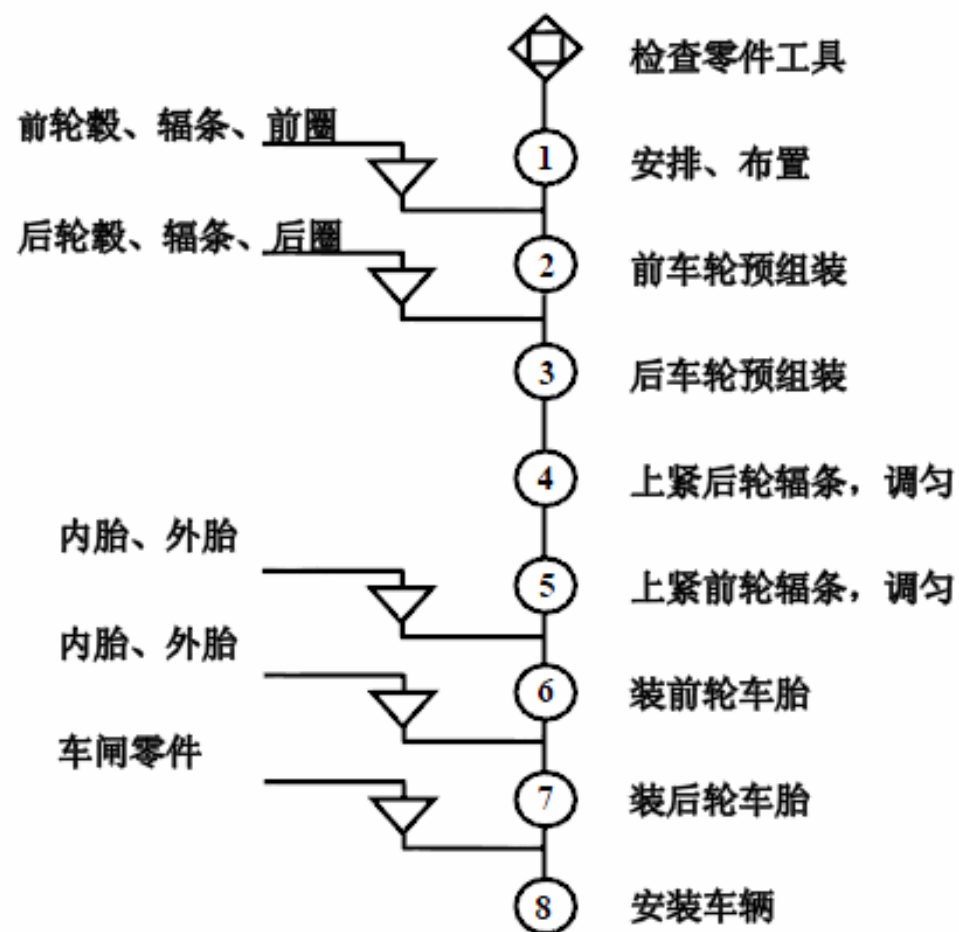 检查零件工具
前轮毂、辐条、前圈
1
安排、布置
后轮毂、辐条、后圈
2
前车轮预组装
3
后车轮预组装
4
上紧后轮辐条，调匀
内胎、外胎
5
上紧前轮辐条，调匀
内胎、外胎
6
装前轮车胎
车闸零件
7
装后轮车胎
8
安装车辆